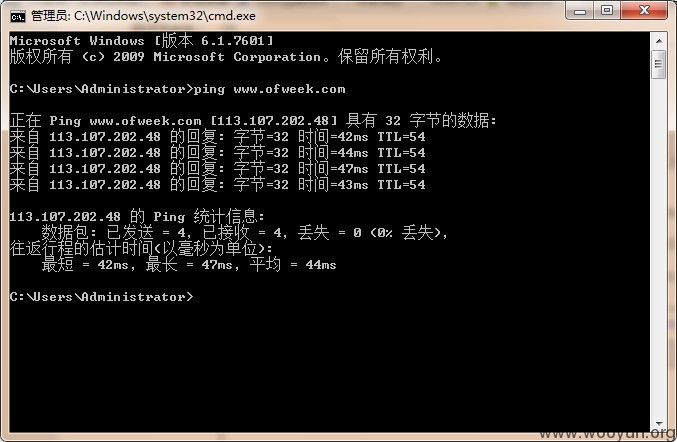 管理员: C:\Windows\system32\cmd.exe
Microsoft Windows [版本 6.1.7601]
版权所有 (c) 2009 Microsoft Corporation。保留所有权利。
C:\Users\Administrator>ping www.ofweek.com
正在 Ping www.ofweek.com [113.107.202.48] 具有 32 字节的数据:
来自 113.107.202.48 的回复: 字节=32 时间=42ms TTL=54
来自 113.107.202.48 的回复: 字节=32 时间=44ms TTL=54
来自 113.107.202.48 的回复: 字节=32 时间=47ms TTL=54
来自 113.107.202.48 的回复: 字节=32 时间=43ms TTL=54
113.107.202.48 的 Ping 统计信息:
数据包: 已发送 = 4，已接收 = 4，丢失 = 0 (0% 丢失)，
往返行程的估计时间(以毫秒为单位):
最短 = 42ms，最长 = 47ms，平均 = 44ms
C:\Users\Administrator>
www.wooyun.org